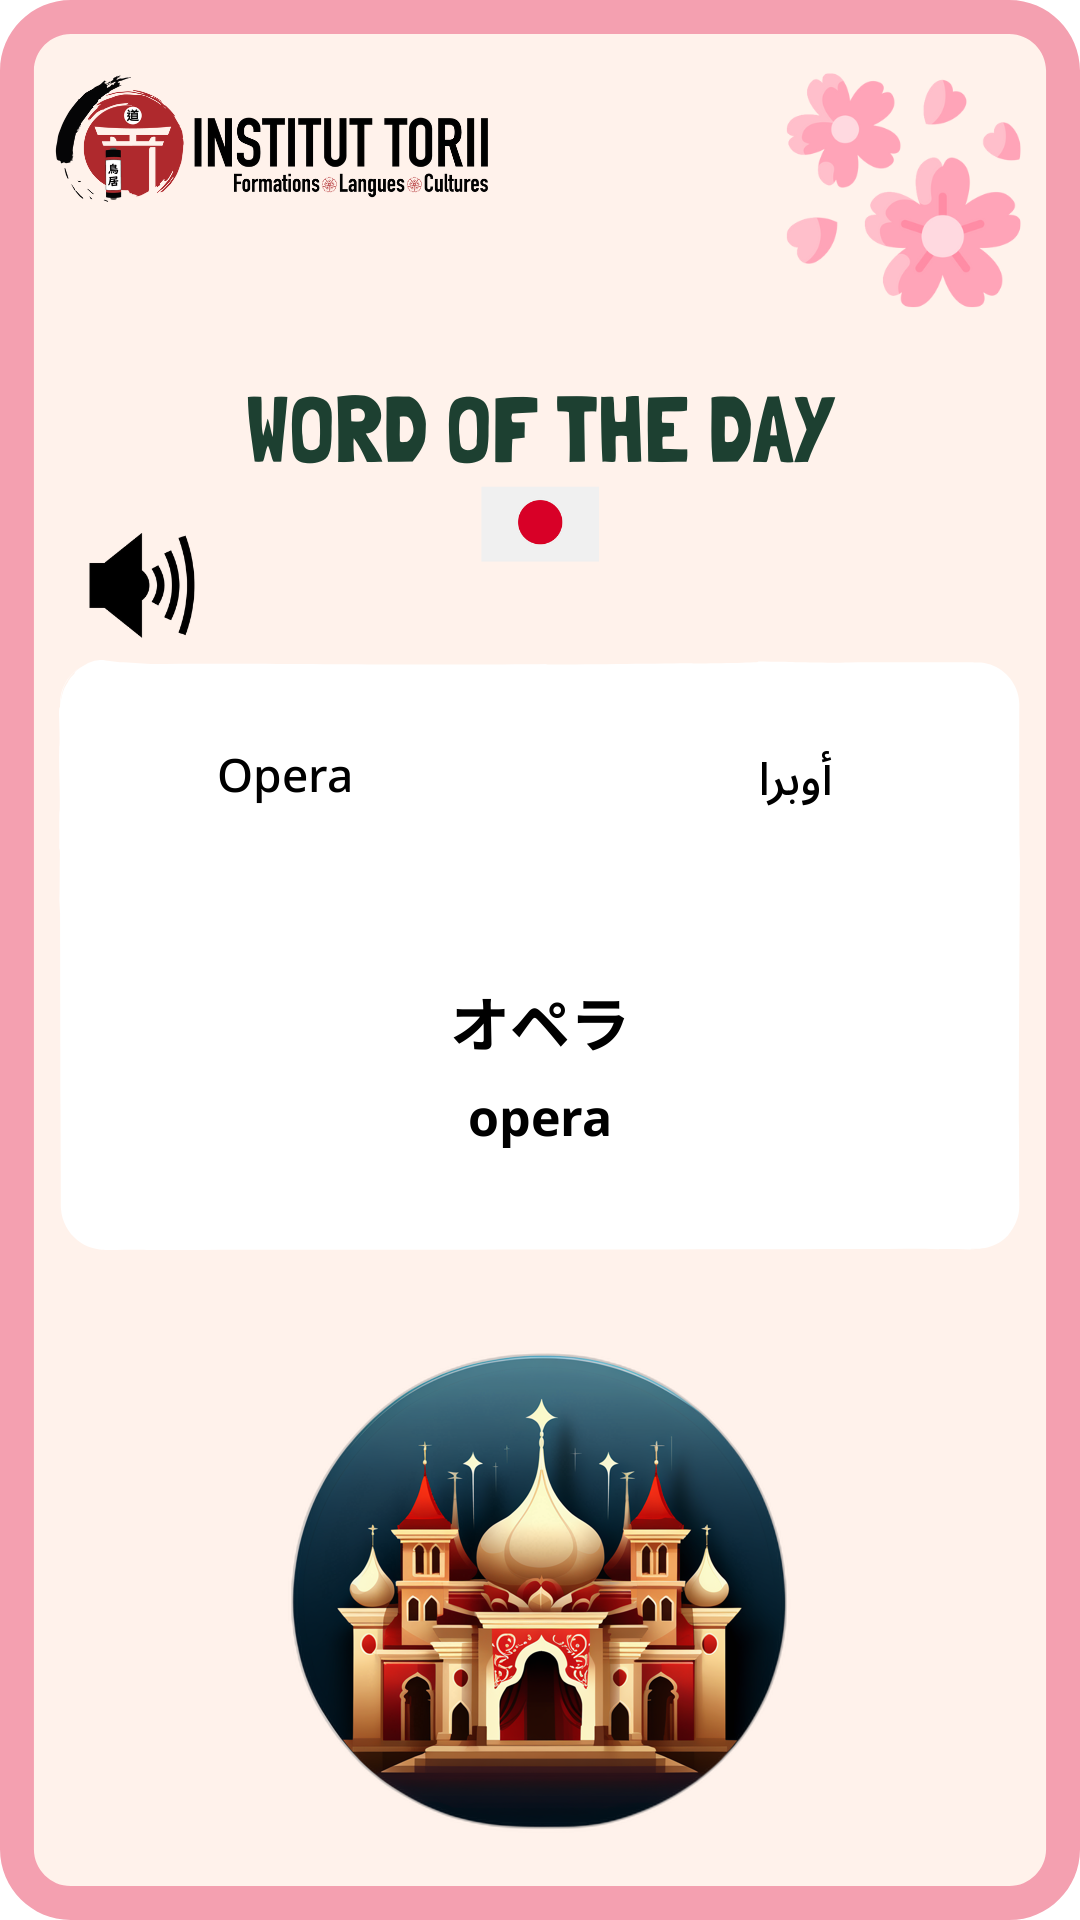 道
鳥居
INSTITUT TORII
Formations Langues Cultures
WORD OF THE DAY
Opera
أوبرا
オペラ
opera